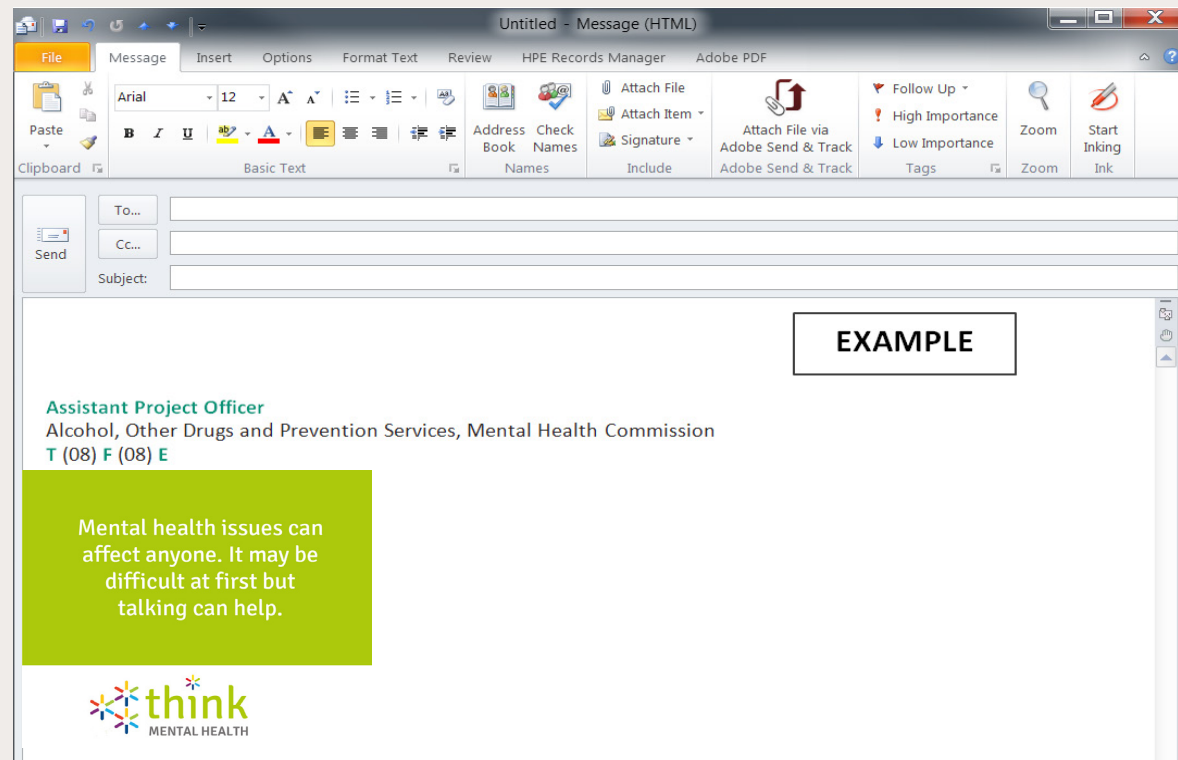 Untitled - Message (HTML)
File Message Insert Options Format Text Review HPE Records Manager Adobe PDF
Paste
Clipboard
Arial 12
B I U
Basic Text
Address Book
Check Names
Names
Attach File
Attach Item
Signature
Include
Attach File via
Adobe Send & Track
Adobe Send & Track
Follow Up
High Importance
Low Importance
Tags
Zoom
Zoom
Start
Inking
Ink
Send
To...
Cc...
Subject:
EXAMPLE
Assistant Project Officer
Alcohol, Other Drugs and Prevention Services, Mental Health Commission
T (08) F (08) E
Mental health issues can
affect anyone. It may be
difficult at first but
talking can help.
think
MENTAL HEALTH